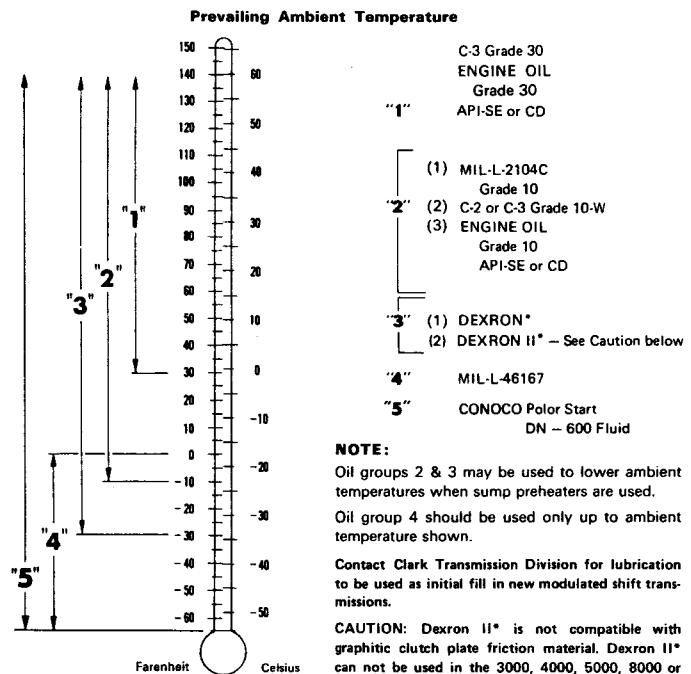 Prevailing Ambient Temperature
150
140
130
120
110
100
90
80
70
60
50
40
30
20
10
0
-10
-20
-30
-40
-50
-60
60
50
40
30
20
10
0
-10
-20
-30
-40
-50
"1"
"2"
"3"
"4"
"5"
Farenheit
Celsius
C-3 Grade 30
ENGINE OIL
Grade 30
"1" API-SE or CD
(1) MIL-L-2104C
Grade 10
"2" (2) C-2 or C-3 Grade 10-W
(3) ENGINE OIL
Grade 10
API-SE or CD
"3" (1) DEXRON*
(2) DEXRON II* – See Caution below
"4" MIL-L-46167
"5" CONOCO Polor Start
DN – 600 Fluid
NOTE:
Oil groups 2 & 3 may be used to lower ambient
temperatures when sump preheaters are used.
Oil group 4 should be used only up to ambient
temperature shown.
Contact Clark Transmission Division for lubrication
to be used as initial fill in new modulated shift trans-
missions.
CAUTION: Dexron II* is not compatible with
graphitic clutch plate friction material. Dexron II*
can not be used in the 3000, 4000, 5000, 8000 or